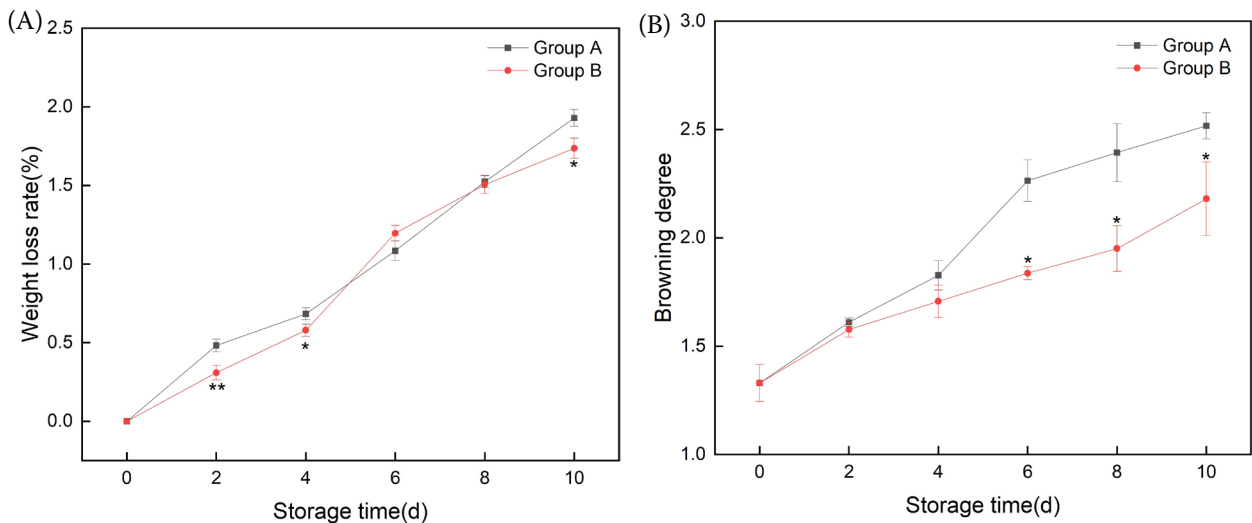 (A)
2.5
2.0
1.5
1.0
0.5
0.0
Weight loss rate(%)
Group A
Group B
**
*
*
0 2 4 6 8 10
Storage time(d)
(B)
3.0
2.5
2.0
1.5
1.0
Browning degree
Group A
Group B
*
*
*
0 2 4 6 8 10
Storage time(d)